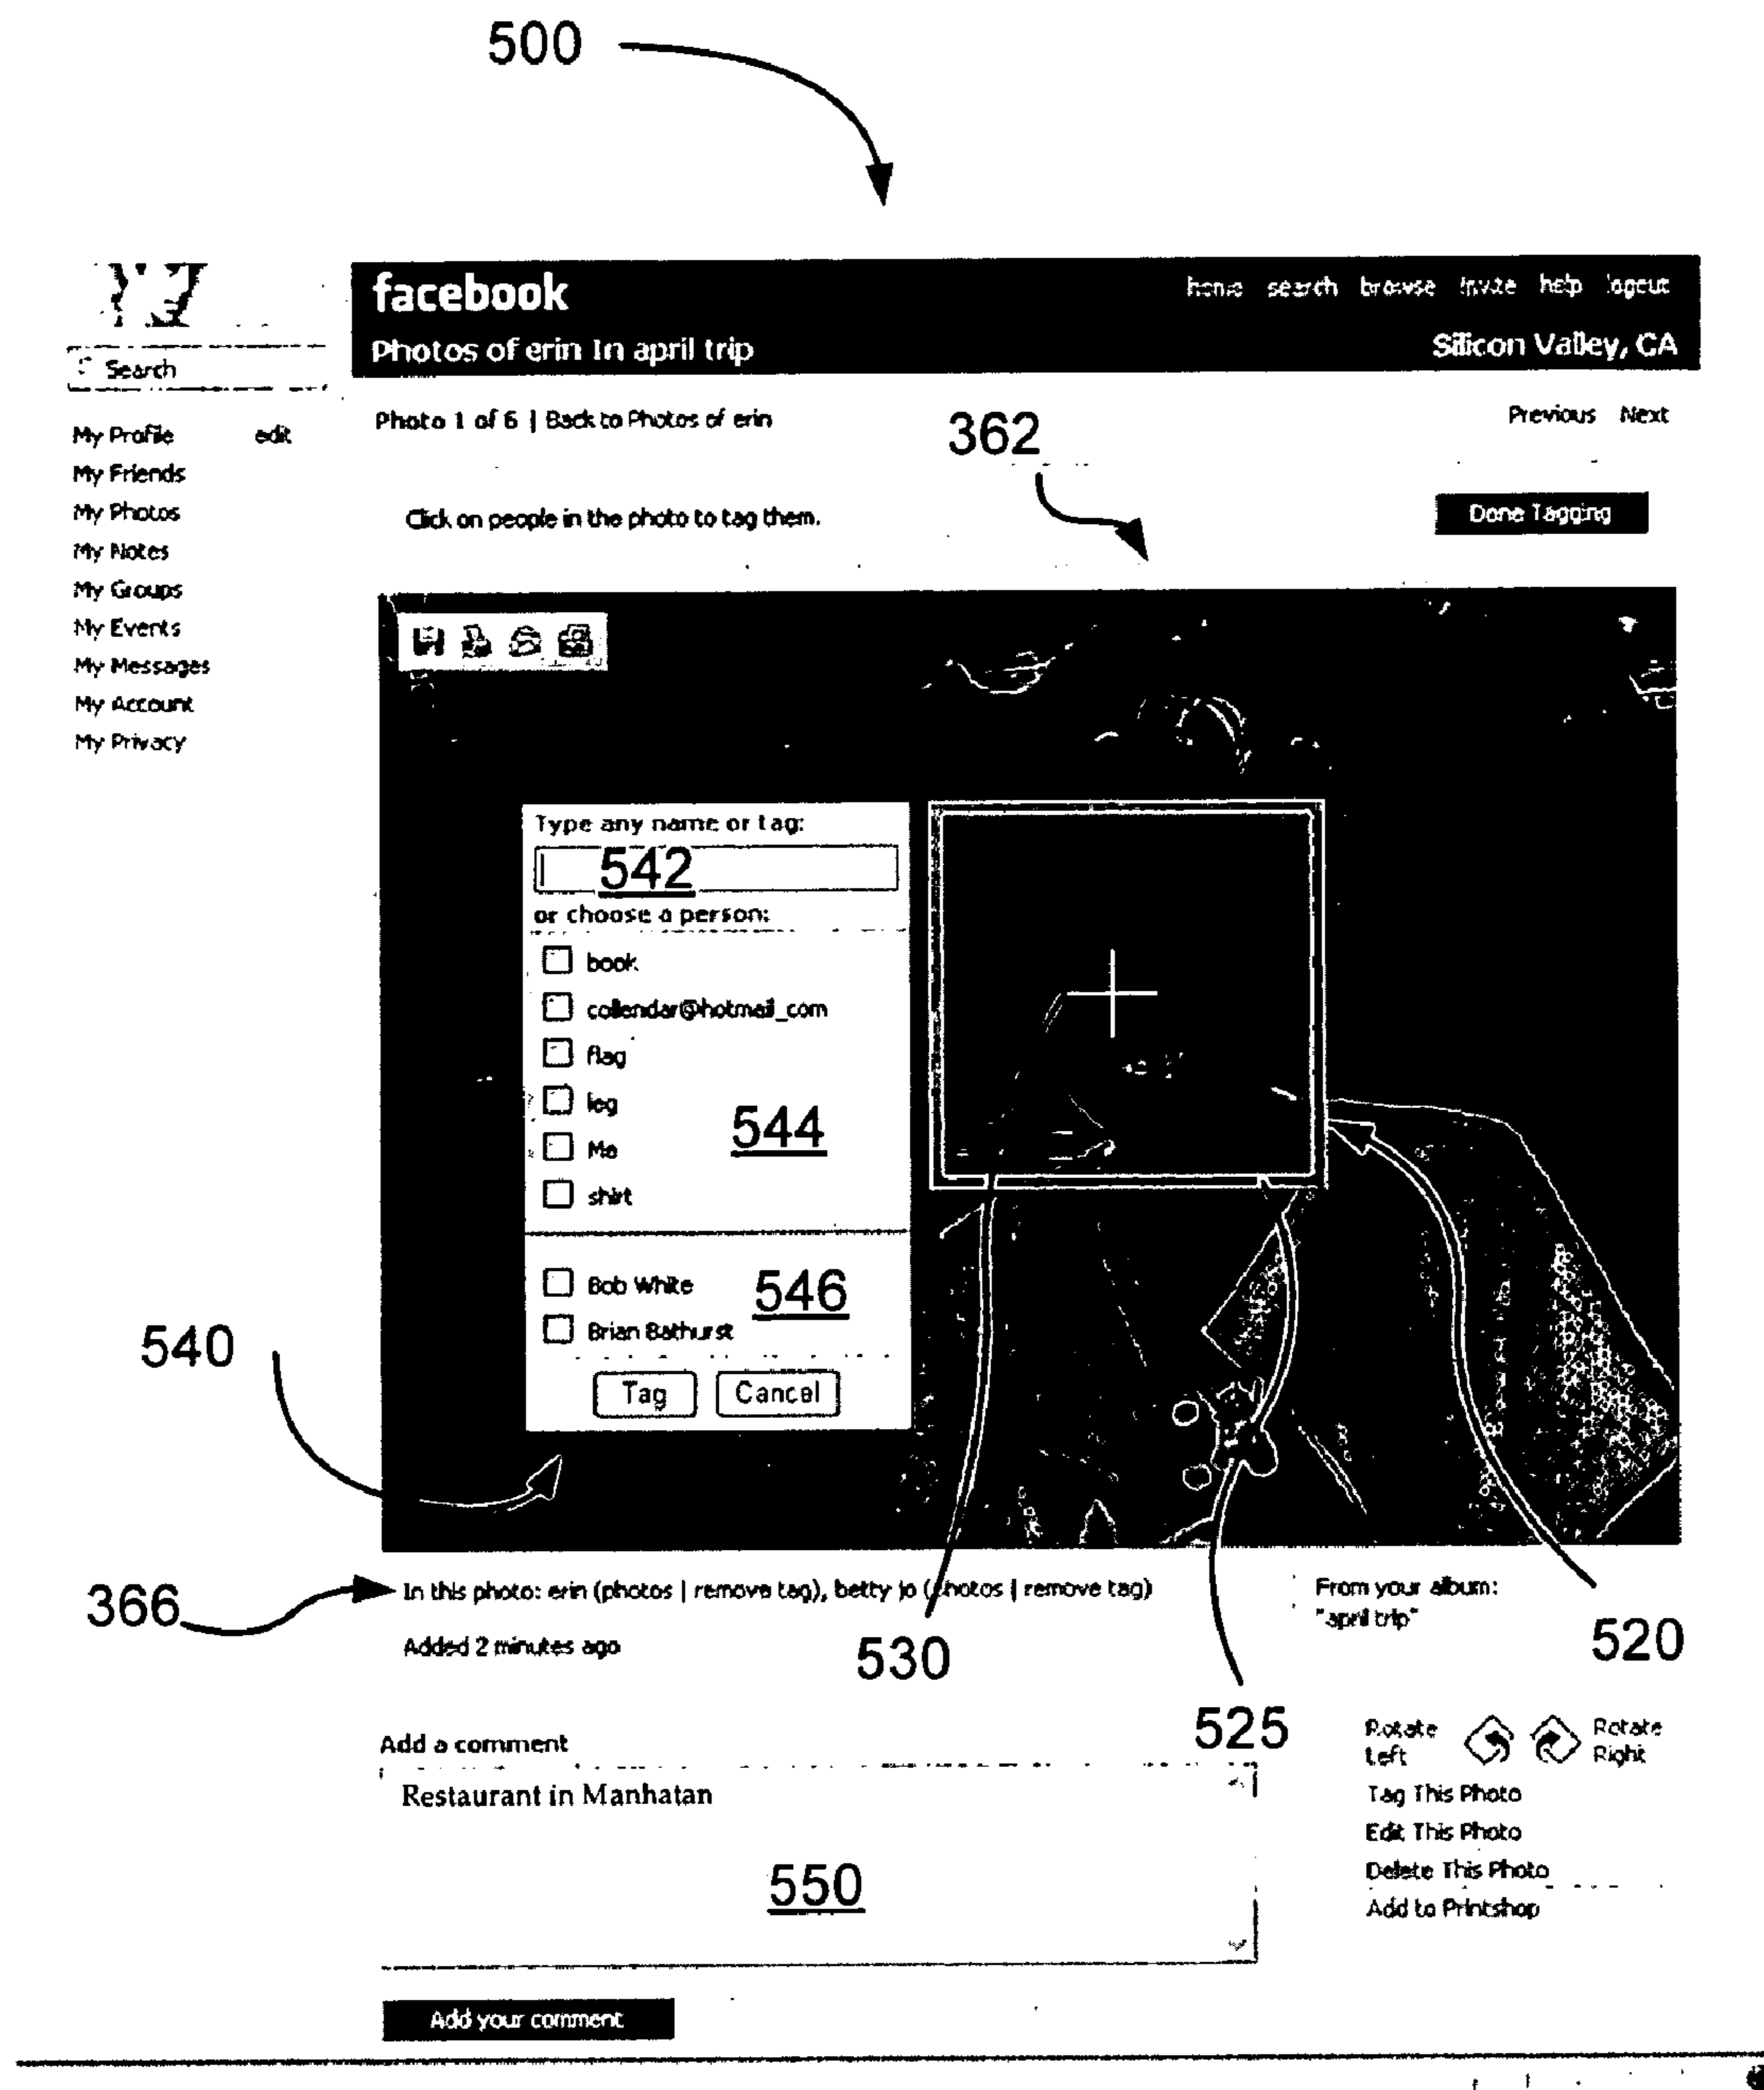 500
facebook
home search browse invite help logout
Photos of erin In april trip
Silicon Valley, CA
Search
My Profile edit
My Friends
My Photos
My Notes
My Groups
My Events
My Messages
My Account
My Privacy
Photo 1 of 6 | Back to Photos of erin
Previous Next
362
Click on people in the photo to tag them.
Done Tagging
Type any name or tag:
542
or choose a person:
book
collendar@hotmail_com
flag
leg
Me
shirt
544
Bob White
Brian Bathurst
546
Tag Cancel
540
366
In this photo: erin (photos | remove tag), betty jo (photos | remove tag)
Added 2 minutes ago
From your album:
"april trip"
530
525
520
Add a comment
Restaurant in Manhatan
550
Add your comment
Rotate Left
Rotate Right
Tag This Photo
Edit This Photo
Delete This Photo
Add to Printshop